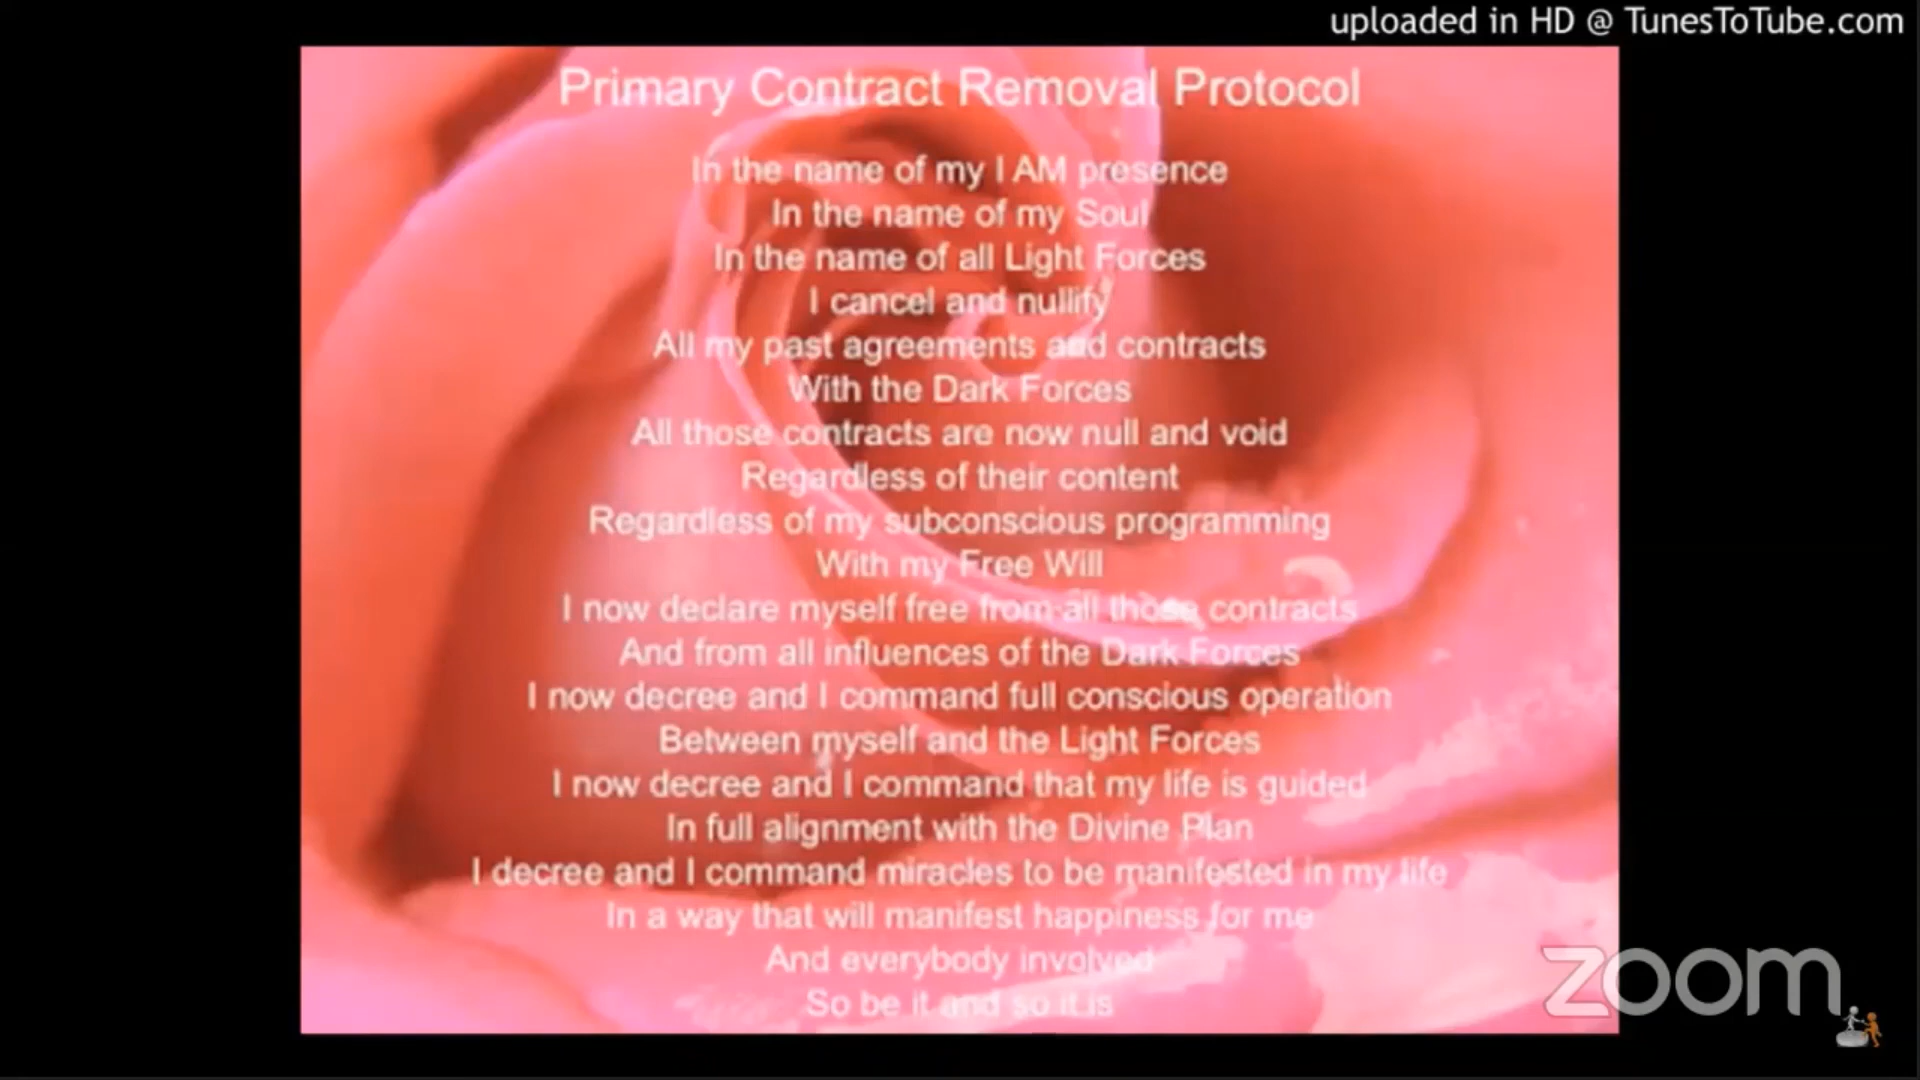 uploaded in HD @ TunesToTube.com
Primary Contract Removal Protocol
In the name of my I AM presence
In the name of my Soul
In the name of all Light Forces
I cancel and nullify
All my past agreements and contracts
With the Dark Forces
All those contracts are now null and void
Regardless of their content
Regardless of my subconscious programming
With my Free Will
I now declare myself free from all those contracts
And from all influences of the Dark Forces
I now decree and I command full conscious operation
Between myself and the Light Forces
I now decree and I command that my life is guided
In full alignment with the Divine Plan
I decree and I command miracles to be manifested in my life
In a way that will manifest happiness for me
And everybody involved
So be it and so it is
zoom